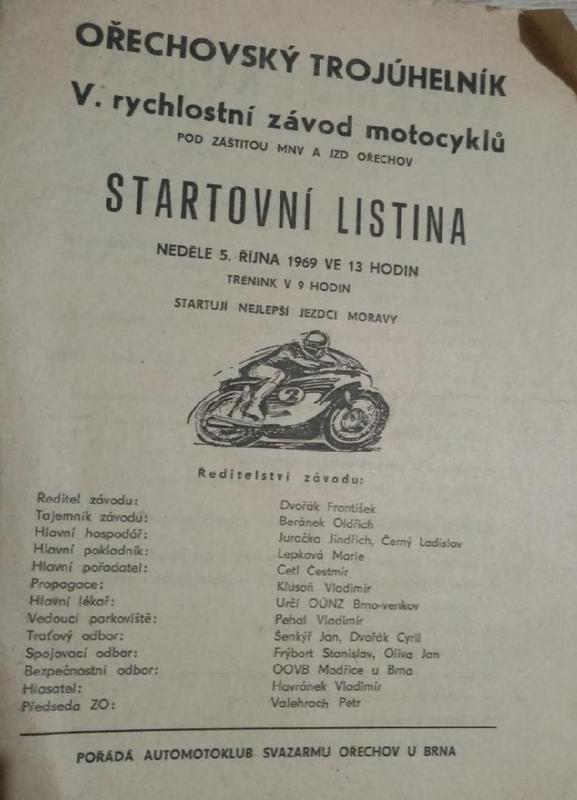 OŘECHOVSKÝ TROJÚHELNÍK
V. rychlostní závod motocyklů
POD ZÁŠTITOU MNV A JZD OŘECHOV
STARTOVNÍ LISTINA
NEDĚLE 5. ŘÍJNA 1969 VE 13 HODIN
TRÉNINK V 9 HODIN
STARTUJÍ NEJLEPŠÍ JEZDCI MORAVY
2
Ředitelství závodu:
Ředitel závodu: Dvořák František
Tajemník závodu: Beránek Oldřich
Hlavní hospodář: Juračka Jindřich, Černý Ladislav
Hlavní pokladník: Lepková Marie
Hlavní pořadatel: Cetl Čestmír
Propagace: Klusoň Vladimír
Hlavní lékař: Určí OÚNZ Brno-venkov
Vedoucí parkoviště: Pehal Vladimír
Traťový odbor: Šenkýř Jan, Dvořák Cyril
Spojovací odbor: Frýbort Stanislav, Oliva Jan
Bezpečnostní odbor: OOVB Modřice u Brna
Hlasatel: Havránek Vladimír
Předseda ZO: Valehrach Petr
POŘÁDÁ AUTOMOTOKLUB SVAZARMU OŘECHOV U BRNA